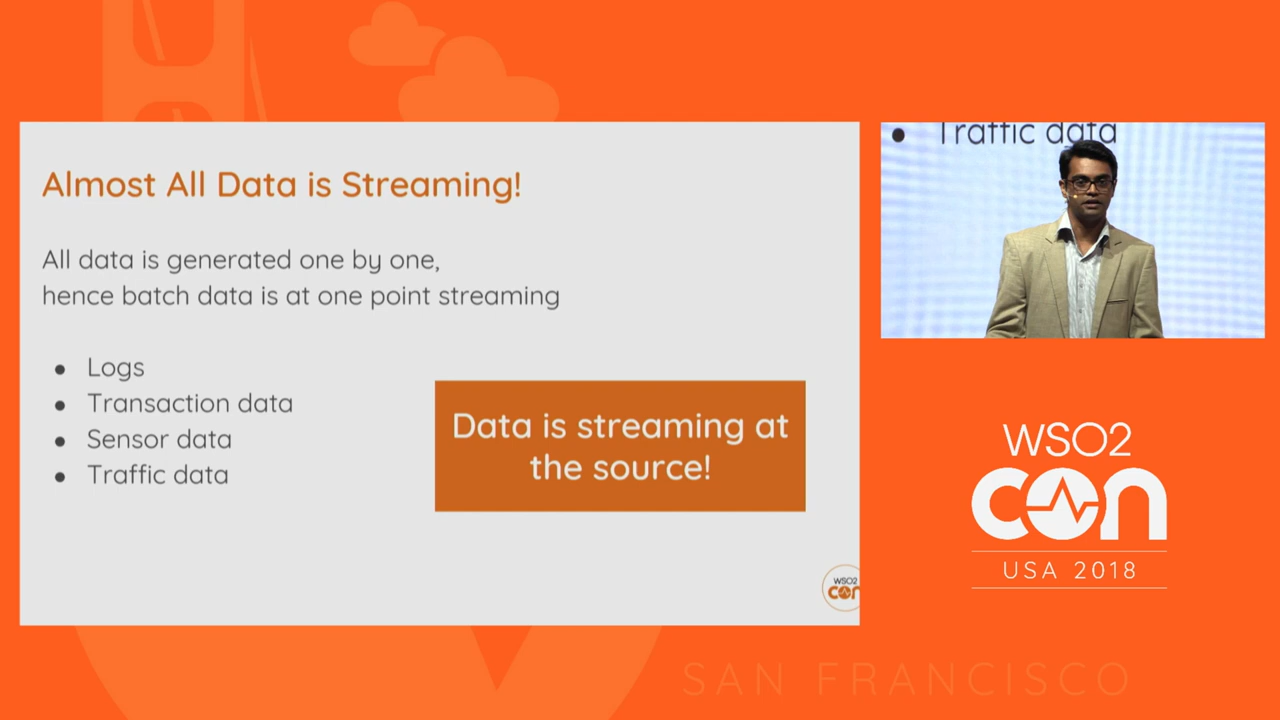 Almost All Data is Streaming!
All data is generated one by one,
hence batch data is at one point streaming
● Logs
● Transaction data
● Sensor data
● Traffic data
Data is streaming at
the source!
WSO2
con
● Traffic data
WSO2
con
USA 2018
SAN FRANCISCO